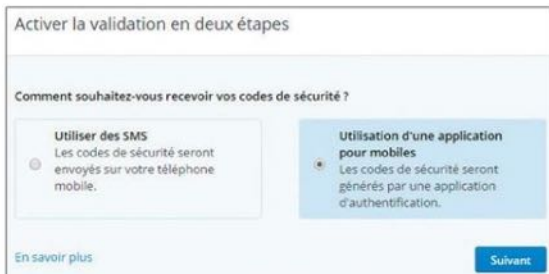 Activer la validation en deux étapes
Comment souhaitez-vous recevoir vos codes de sécurité ?
Utiliser des SMS
Les codes de sécurité seront
envoyés sur votre téléphone
mobile.
Utilisation d'une application
pour mobiles
Les codes de sécurité seront
générés par une application
d'authentification.
En savoir plus
Suivant